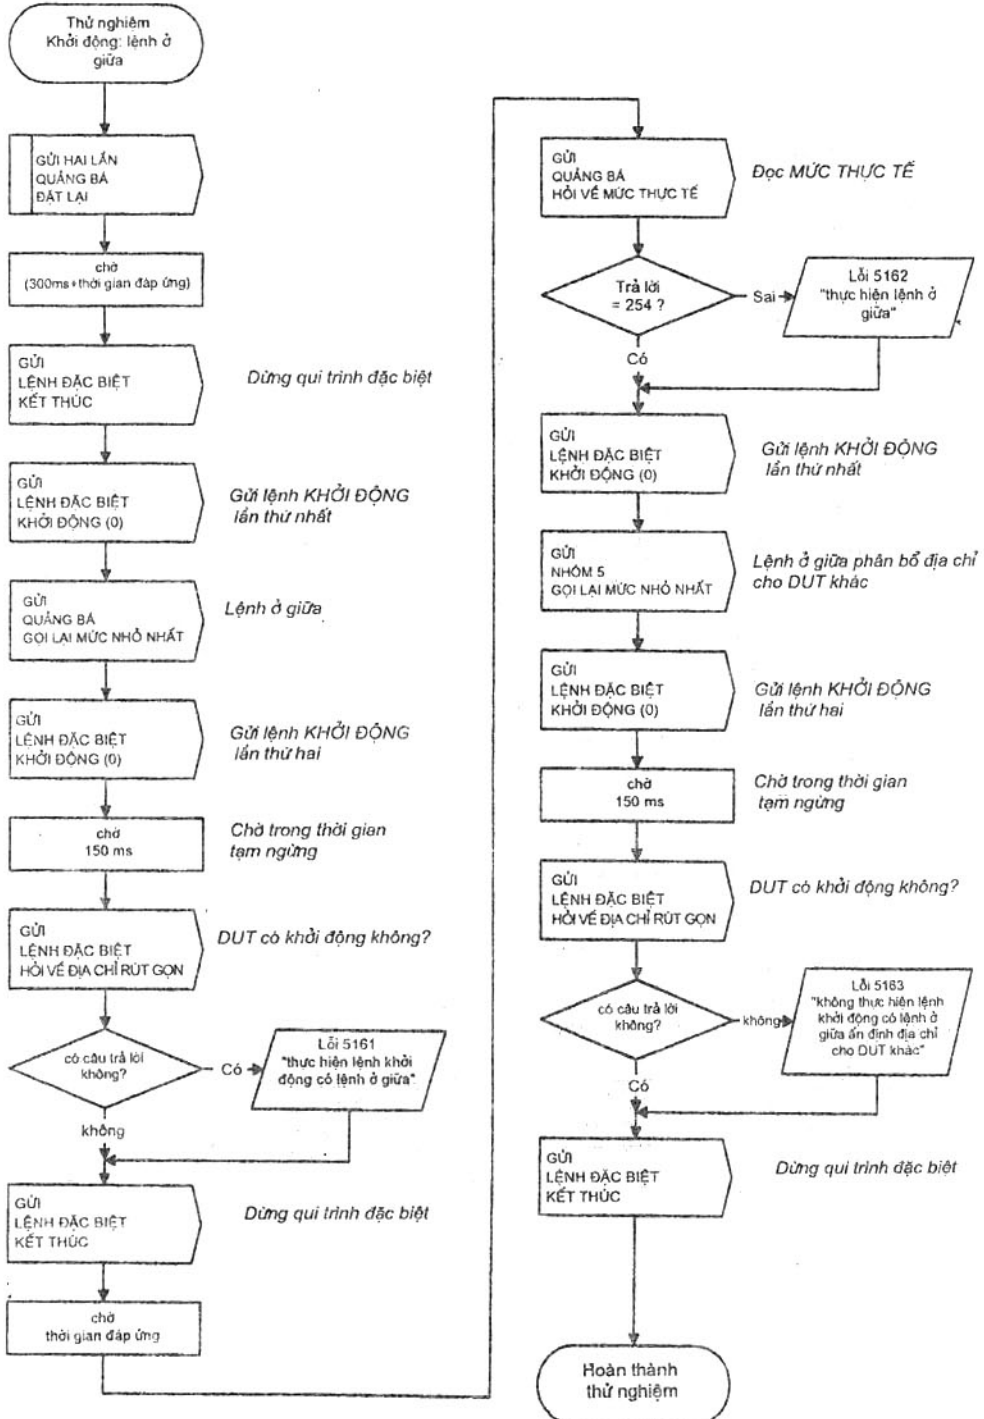 Thử nghiệm
Khởi động: lệnh ở
giữa
GỬI HAI LẦN
QUẢNG BÁ
ĐẶT LẠI
chờ
(300ms+thời gian đáp ứng)
GỬI
LỆNH ĐẶC BIỆT
KẾT THÚC
Dừng qui trình đặc biệt
GỬI
LỆNH ĐẶC BIỆT
KHỞI ĐỘNG (0)
Gửi lệnh KHỞI ĐỘNG
lần thứ nhất
GỬI
QUẢNG BÁ
GỌI LẠI MỨC NHỎ NHẤT
Lệnh ở giữa
GỬI
LỆNH ĐẶC BIỆT
KHỞI ĐỘNG (0)
Gửi lệnh KHỞI ĐỘNG
lần thứ hai
chờ
150 ms
Chờ trong thời gian
tạm ngừng
GỬI
LỆNH ĐẶC BIỆT
HỎI VỀ ĐỊA CHỈ RÚT GỌN
DUT có khởi động không?
có câu trả lời
không?
Có
Lỗi 5161
"thực hiện lệnh khởi
động có lệnh ở giữa"
không
GỬI
LỆNH ĐẶC BIỆT
KẾT THÚC
Dừng qui trình đặc biệt
chờ
thời gian đáp ứng
GỬI
QUẢNG BÁ
HỎI VỀ MỨC THỰC TẾ
Đọc MỨC THỰC TẾ
Trả lời
= 254 ?
Sai
Lỗi 5162
"thực hiện lệnh ở
giữa"
Có
GỬI
LỆNH ĐẶC BIỆT
KHỞI ĐỘNG (0)
Gửi lệnh KHỞI ĐỘNG
lần thứ nhất
GỬI
NHÓM 5
GỌI LẠI MỨC NHỎ NHẤT
Lệnh ở giữa phân bổ địa chỉ
cho DUT khác
GỬI
LỆNH ĐẶC BIỆT
KHỞI ĐỘNG (0)
Gửi lệnh KHỞI ĐỘNG
lần thứ hai
chờ
150 ms
Chờ trong thời gian
tạm ngừng
GỬI
LỆNH ĐẶC BIỆT
HỎI VỀ ĐỊA CHỈ RÚT GỌN
DUT có khởi động không?
có câu trả lời
không?
không
Lỗi 5163
"không thực hiện lệnh
khởi động có lệnh ở
giữa ấn định địa chỉ
cho DUT khác"
Có
GỬI
LỆNH ĐẶC BIỆT
KẾT THÚC
Dừng qui trình đặc biệt
Hoàn thành
thử nghiệm